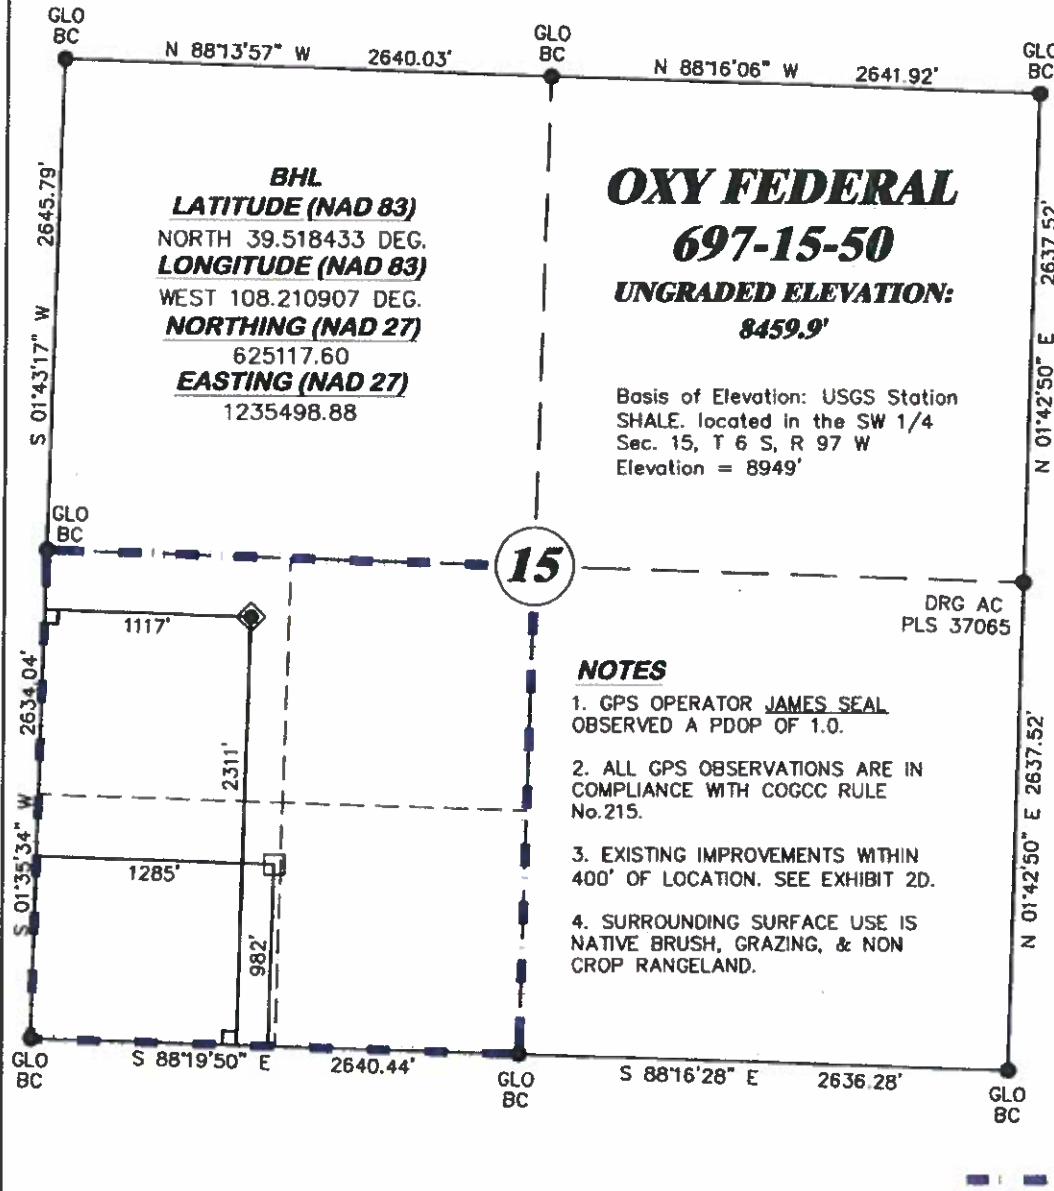 GLO
BC
N 88°13'57" W 2640.03'
GLO
BC
N 88°16'06" W 2641.92'
GLO
BC
S 01°43'17" W 2645.79'
BHL
LATITUDE (NAD 83)
NORTH 39.518433 DEG.
LONGITUDE (NAD 83)
WEST 108.210907 DEG.
NORTHING (NAD 27)
625117.60
EASTING (NAD 27)
1235498.88
OXY FEDERAL
697-15-50
UNGRADED ELEVATION:
8459.9'
Basis of Elevation: USGS Station
SHALE. located in the SW 1/4
Sec. 15, T 6 S, R 97 W
Elevation = 8949'
N 01°42'50" E 2637.52'
GLO
BC
15
DRG AC
PLS 37065
1117'
2311'
1285'
982'
S 01°35'34" W 2634.04'
NOTES
1. GPS OPERATOR JAMES SEAL
OBSERVED A PDOP OF 1.0.
2. ALL GPS OBSERVATIONS ARE IN
COMPLIANCE WITH COGCC RULE
No.215.
3. EXISTING IMPROVEMENTS WITHIN
400' OF LOCATION. SEE EXHIBIT 2D.
4. SURROUNDING SURFACE USE IS
NATIVE BRUSH, GRAZING, & NON
CROP RANGELAND.
N 01°42'50" E 2637.52'
GLO
BC
S 88°19'50" E 2640.44'
GLO
BC
S 88°16'28" E 2636.28'
GLO
BC